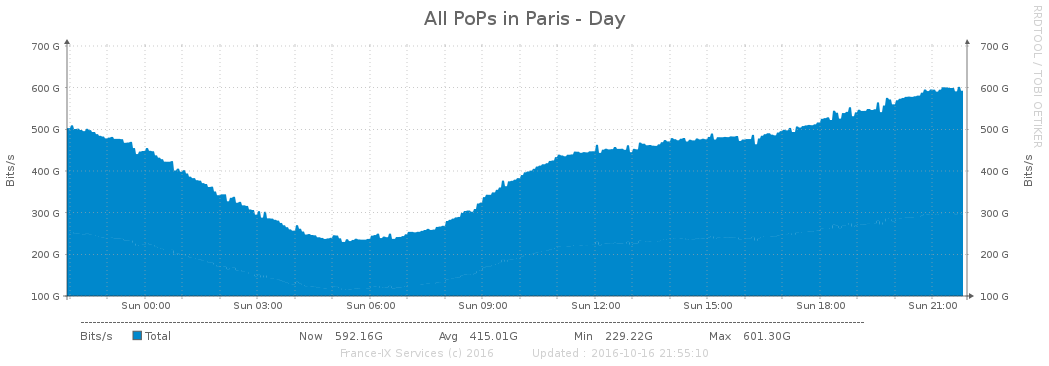 All PoPs in Paris - Day
RRDTOOL / TOBI OETIKER
700 G 700 G
600 G 600 G
500 G 500 G
400 G 400 G
300 G 300 G
200 G 200 G
100 G 100 G
Bits/s
Bits/s
Sun 00:00 Sun 03:00 Sun 06:00 Sun 09:00 Sun 12:00 Sun 15:00 Sun 18:00 Sun 21:00
Bits/s Total Now 592.16G Avg 415.01G Min 229.22G Max 601.30G
France-IX Services (c) 2016 Updated : 2016-10-16 21:55:10